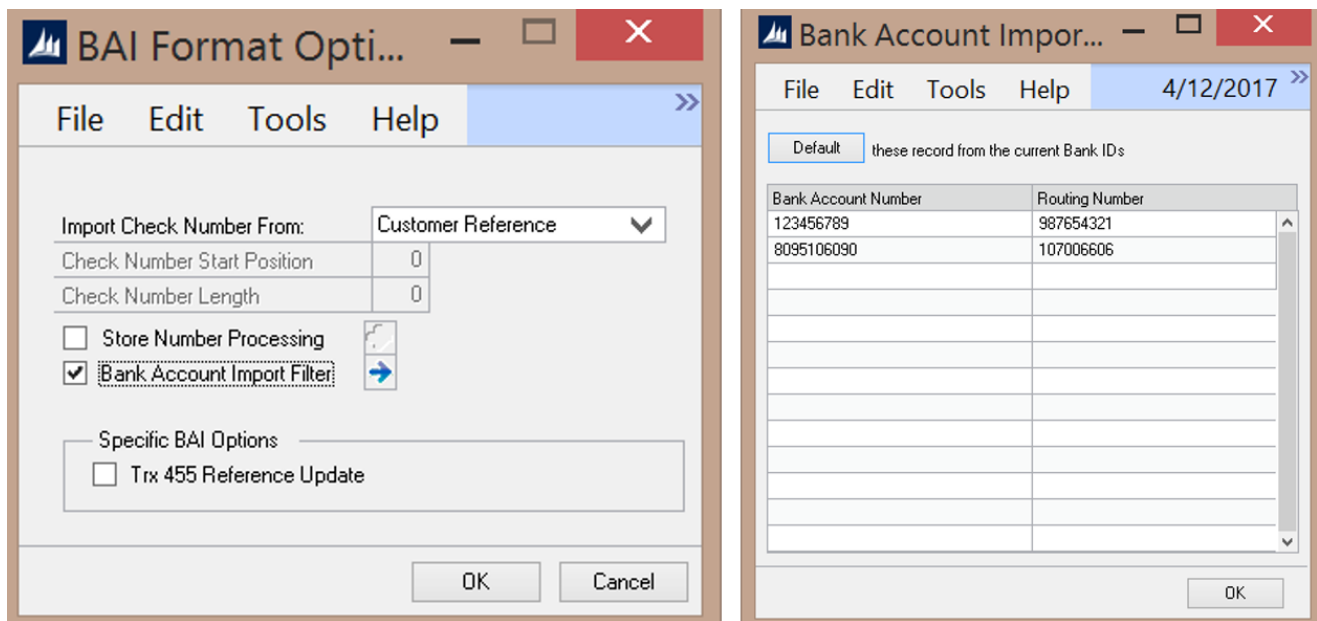 BAI Format Opti...
File Edit Tools Help
Import Check Number From: Customer Reference
Check Number Start Position 0
Check Number Length 0
Store Number Processing
Bank Account Import Filter
Specific BAI Options
Trx 455 Reference Update
OK Cancel
Bank Account Impor...
File Edit Tools Help 4/12/2017
Default these record from the current Bank IDs
Bank Account Number Routing Number
123456789 987654321
8095106090 107006606
OK